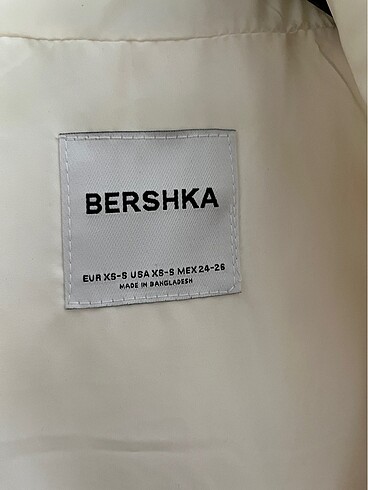 BERSHKA
EUR XS-S USA XS-S MEX 24-26
MADE IN BANGLADESH